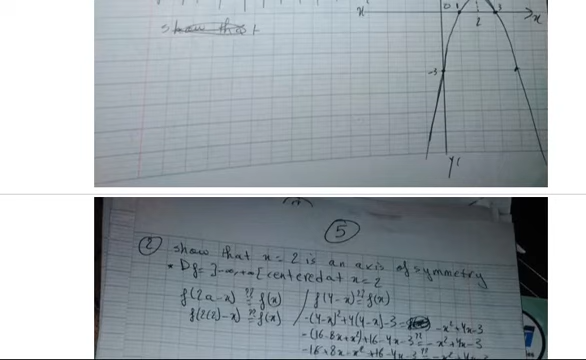 show that
x'
0 1
2
3
x
-3
y'
5
2 show that x = 2 is an axis of symmetry
* Df = ]-∞,+∞[ centered at x = 2
f(2a-x) ≟ f(x) / f(4-x) ≟ f(x)
f(2(2)-x) ≟ f(x) / -(4-x)²+4(4-x)-3 = -x²+4x-3
-(16-8x+x²)+16-4x-3 ≟ -x²+4x-3
-16+8x-x²+16-4x-3 ≟ -x²+4x-3